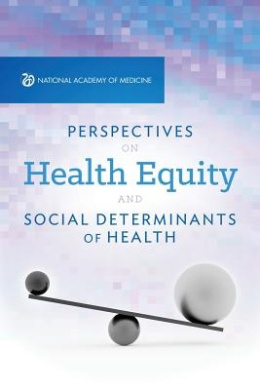 NATIONAL ACADEMY OF MEDICINE
PERSPECTIVES
ON
Health Equity
AND
SOCIAL DETERMINANTS
OF HEALTH